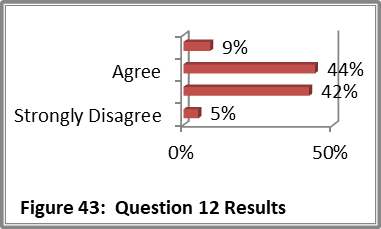 9%
Agree 44%
42%
Strongly Disagree 5%
0% 50%
Figure 43:  Question 12 Results